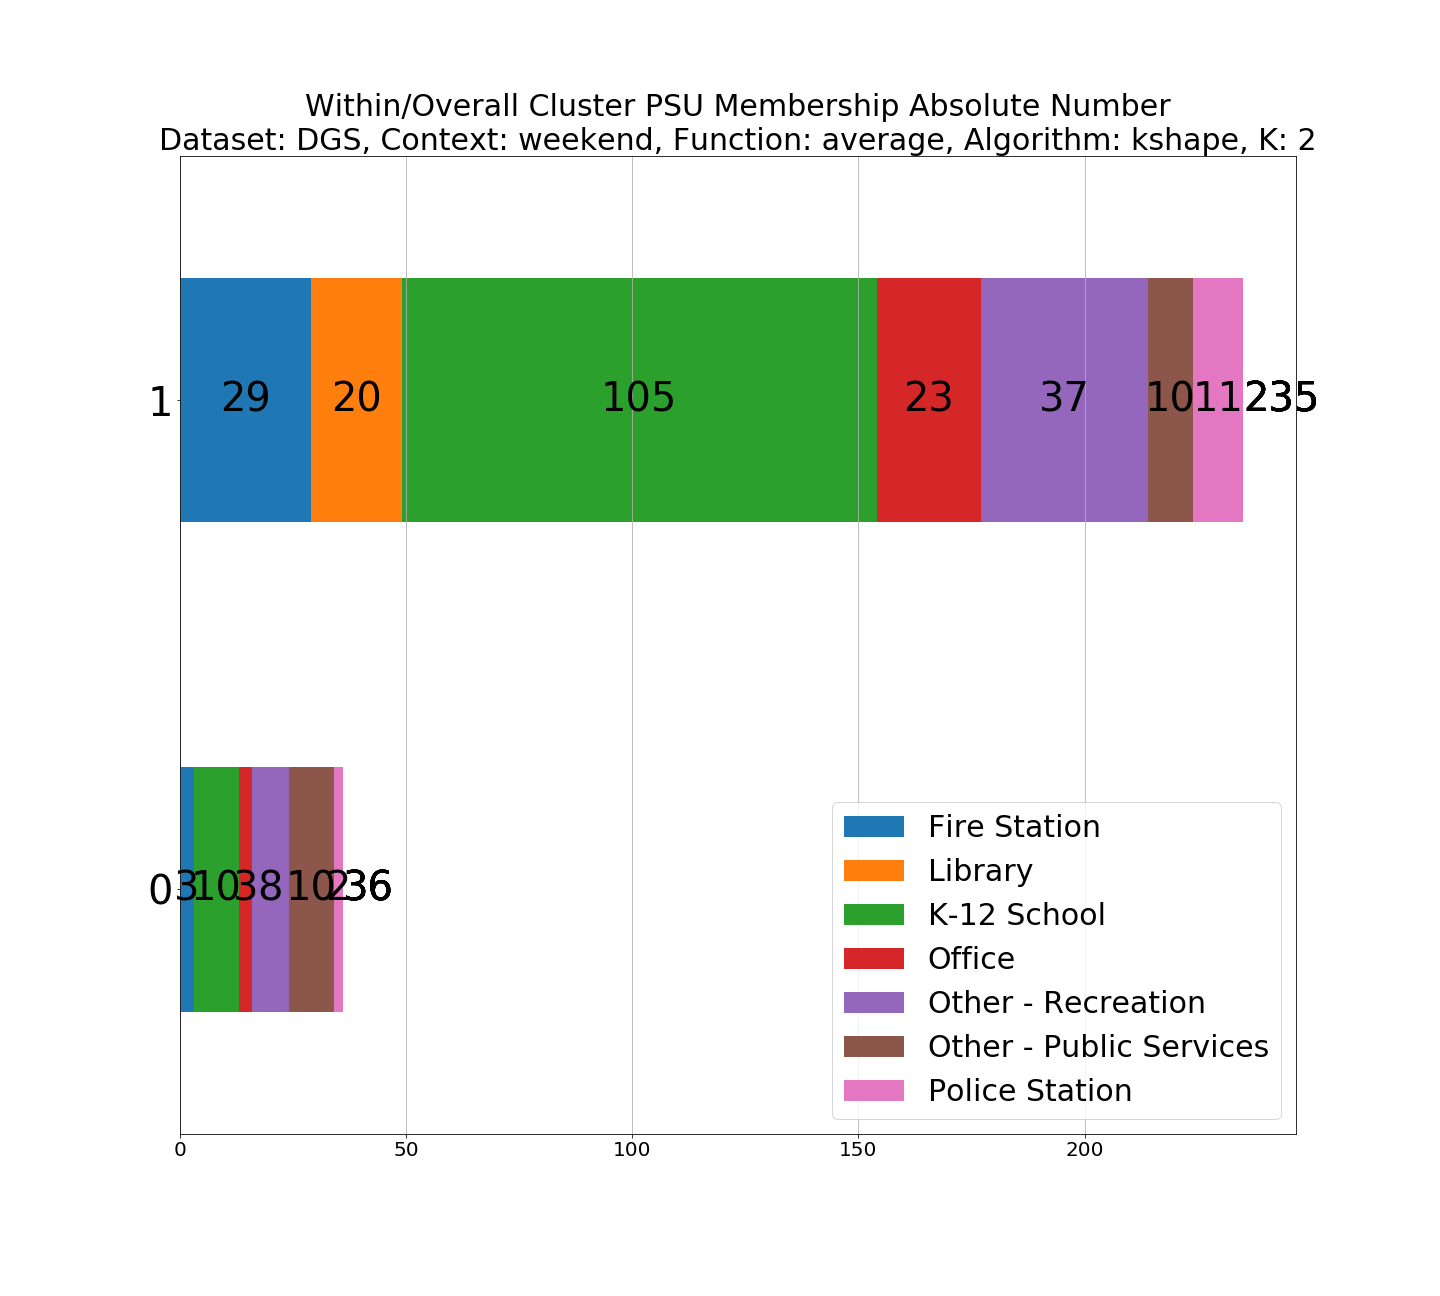 Within/Overall Cluster PSU Membership Absolute Number
Dataset: DGS, Context: weekend, Function: average, Algorithm: kshape, K: 2
1
29 20 105 23 37 10 11 235
0
3 10 3 8 10 2 36
Fire Station
Library
K-12 School
Office
Other - Recreation
Other - Public Services
Police Station
0 50 100 150 200